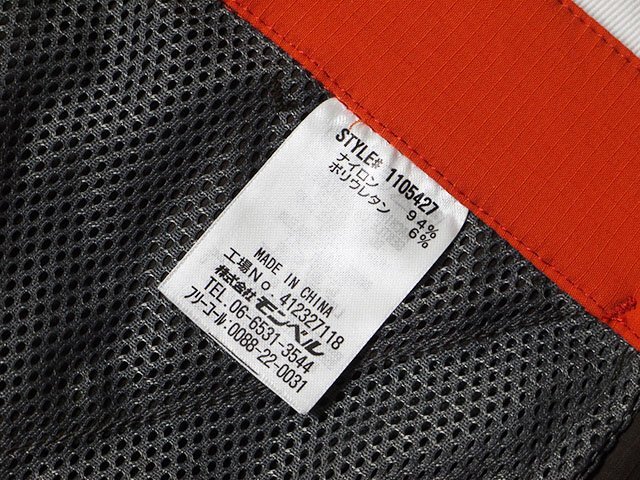 STYLE# 1105427
ナイロン 94%
ポリウレタン 6%
MADE IN CHINA
工場No 412327118
株式会社モンベル
TEL. 06-6531-3544
フリーコール・0088-22-0031